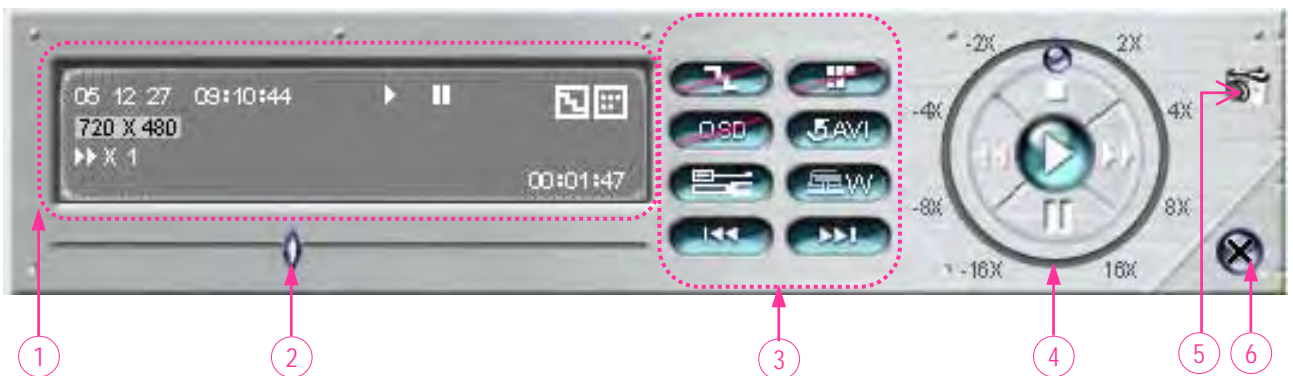 05 12 27 09:10:44
720 X 480
X 1
00:01:47
OSD
AVI
W
-2X 2X
-4X 4X
-8X 8X
-16X 16X
1 2 3 4 5 6